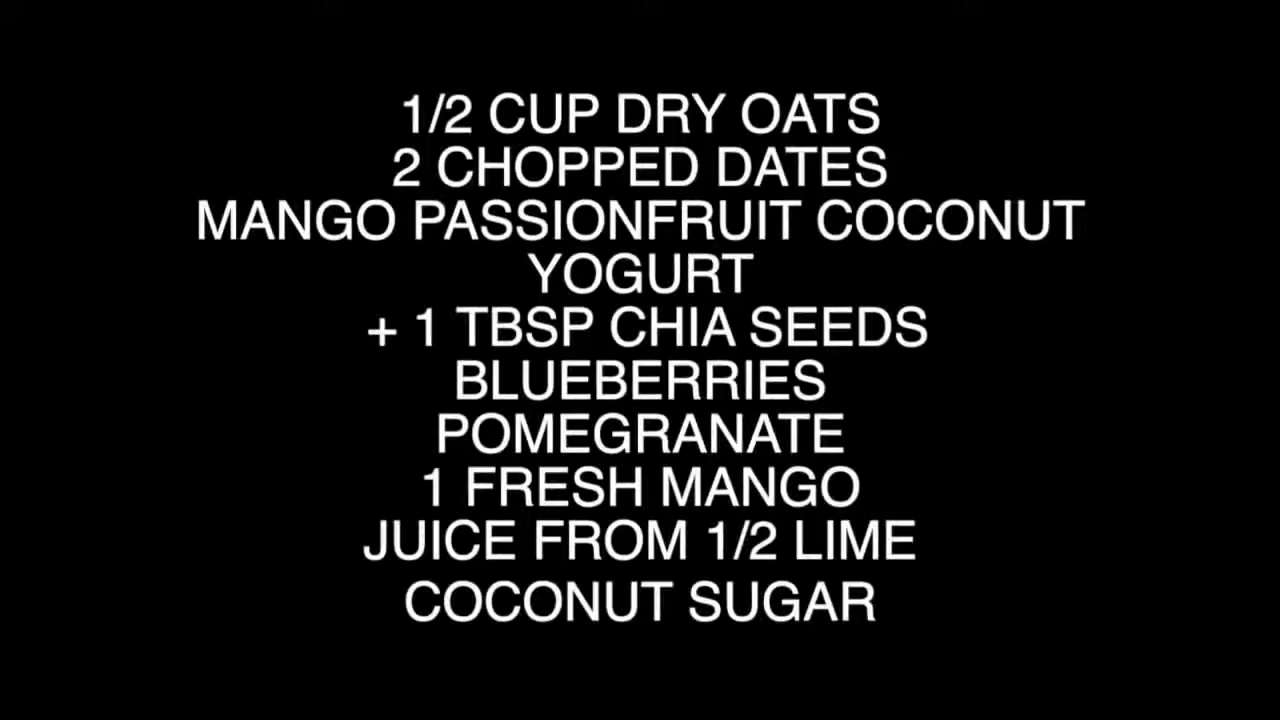 1/2 CUP DRY OATS
2 CHOPPED DATES
MANGO PASSIONFRUIT COCONUT
YOGURT
+ 1 TBSP CHIA SEEDS
BLUEBERRIES
POMEGRANATE
1 FRESH MANGO
JUICE FROM 1/2 LIME
COCONUT SUGAR